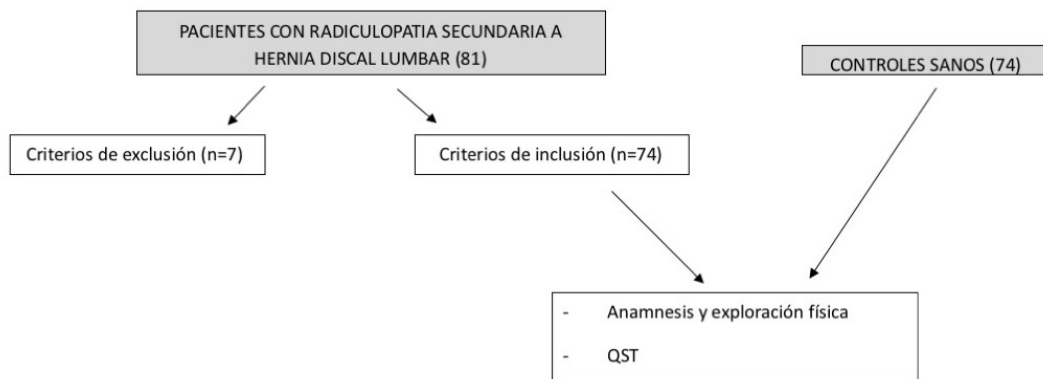 PACIENTES CON RADICULOPATIA SECUNDARIA A
HERNIA DISCAL LUMBAR (81)
CONTROLES SANOS (74)
Criterios de exclusión (n=7)
Criterios de inclusión (n=74)
- Anamnesis y exploración física
- QST